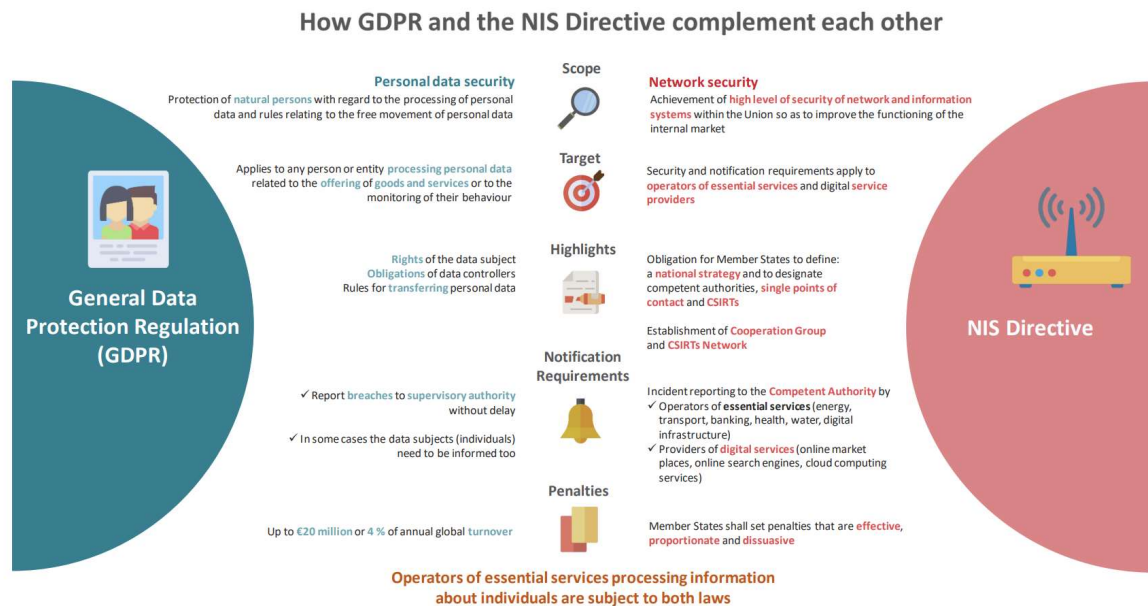 How GDPR and the NIS Directive complement each other
Scope
Personal data security
Protection of natural persons with regard to the processing of personal
data and rules relating to the free movement of personal data
Network security
Achievement of high level of security of network and information
systems within the Union so as to improve the functioning of the
internal market
Target
Applies to any person or entity processing personal data
related to the offering of goods and services or to the
monitoring of their behaviour
Security and notification requirements apply to
operators of essential services and digital service
providers
Highlights
Rights of the data subject
Obligations of data controllers
Rules for transferring personal data
Obligation for Member States to define:
a national strategy and to designate
competent authorities, single points of
contact and CSIRTs
Establishment of Cooperation Group
and CSIRTs Network
General Data
Protection Regulation
(GDPR)
NIS Directive
Notification
Requirements
✓ Report breaches to supervisory authority
without delay
✓ In some cases the data subjects (individuals)
need to be informed too
Incident reporting to the Competent Authority by
✓ Operators of essential services (energy,
transport, banking, health, water, digital
infrastructure)
✓ Providers of digital services (online market
places, online search engines, cloud computing
services)
Penalties
Up to €20 million or 4 % of annual global turnover
Member States shall set penalties that are effective,
proportionate and dissuasive
Operators of essential services processing information
about individuals are subject to both laws